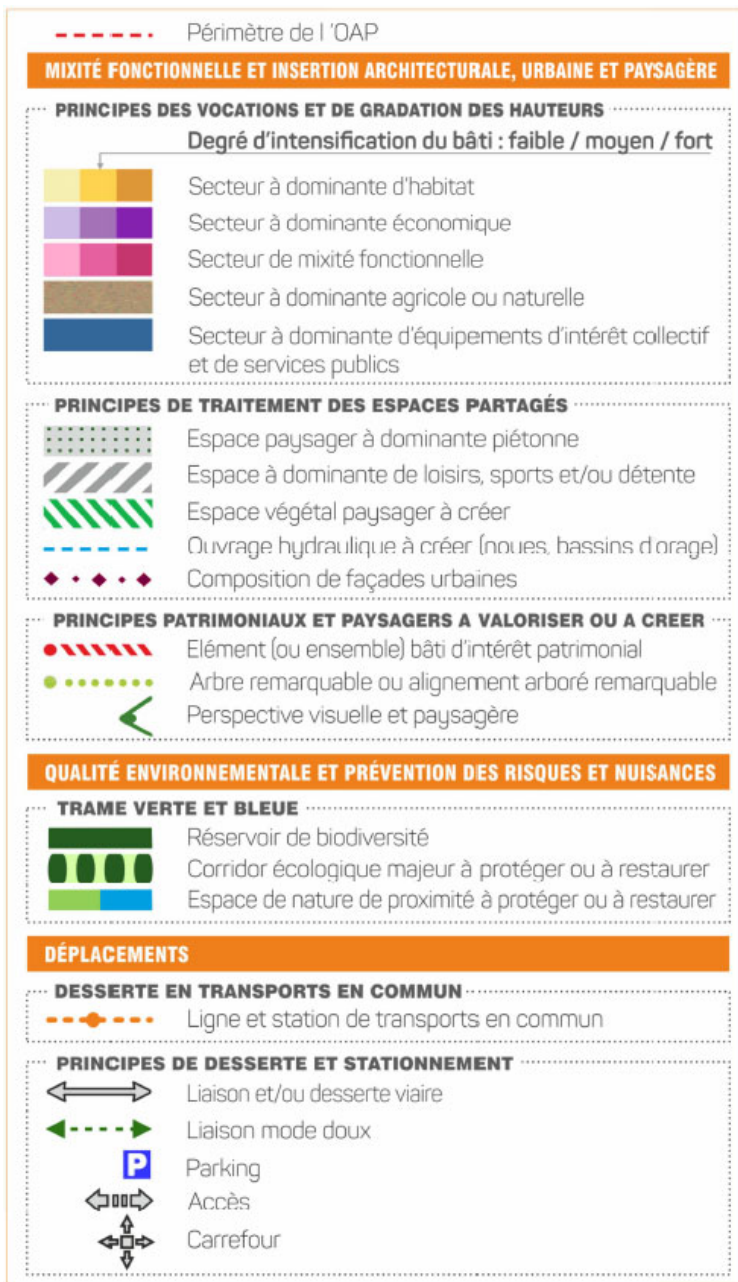 Périmètre de l 'OAP
MIXITÉ FONCTIONNELLE ET INSERTION ARCHITECTURALE, URBAINE ET PAYSAGÈRE
PRINCIPES DES VOCATIONS ET DE GRADATION DES HAUTEURS
Degré d'intensification du bâti : faible / moyen / fort
Secteur à dominante d'habitat
Secteur à dominante économique
Secteur de mixité fonctionnelle
Secteur à dominante agricole ou naturelle
Secteur à dominante d'équipements d'intérêt collectif
et de services publics
PRINCIPES DE TRAITEMENT DES ESPACES PARTAGÉS
Espace paysager à dominante piétonne
Espace à dominante de loisirs, sports et/ou détente
Espace végétal paysager à créer
Ouvrage hydraulique à créer (noues, bassins d'orage)
Composition de façades urbaines
PRINCIPES PATRIMONIAUX ET PAYSAGERS A VALORISER OU A CREER
Elément (ou ensemble) bâti d'intérêt patrimonial
Arbre remarquable ou alignement arboré remarquable
Perspective visuelle et paysagère
QUALITÉ ENVIRONNEMENTALE ET PRÉVENTION DES RISQUES ET NUISANCES
TRAME VERTE ET BLEUE
Réservoir de biodiversité
Corridor écologique majeur à protéger ou à restaurer
Espace de nature de proximité à protéger ou à restaurer
DÉPLACEMENTS
DESSERTE EN TRANSPORTS EN COMMUN
Ligne et station de transports en commun
PRINCIPES DE DESSERTE ET STATIONNEMENT
Liaison et/ou desserte viaire
Liaison mode doux
P Parking
Accès
Carrefour